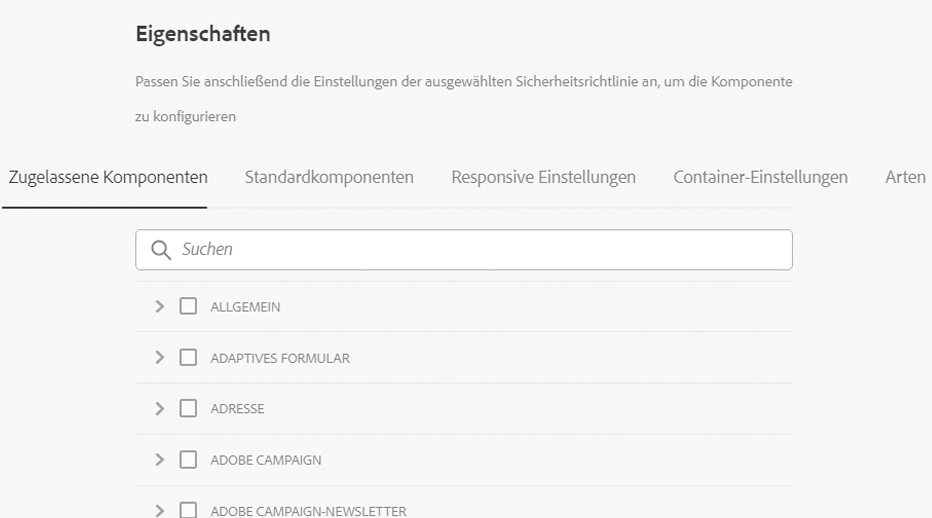 Eigenschaften
Passen Sie anschließend die Einstellungen der ausgewählten Sicherheitsrichtlinie an, um die Komponente
zu konfigurieren
Zugelassene Komponenten Standardkomponenten Responsive Einstellungen Container-Einstellungen Arten
Suchen
ALLGEMEIN
ADAPTIVES FORMULAR
ADRESSE
ADOBE CAMPAIGN
ADOBE CAMPAIGN-NEWSLETTER